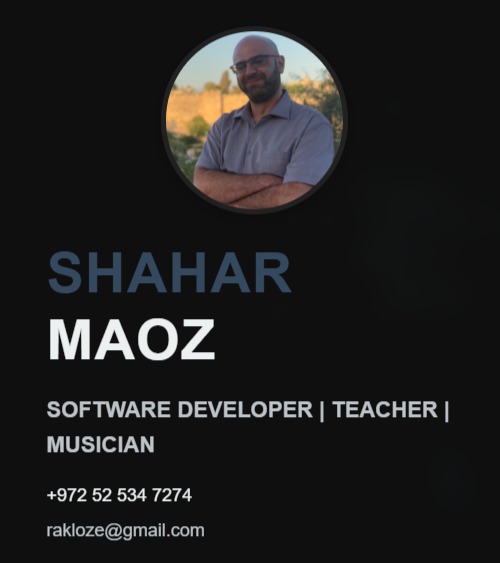 SHAHAR
MAOZ
SOFTWARE DEVELOPER | TEACHER |
MUSICIAN
+972 52 534 7274
rakloze@gmail.com